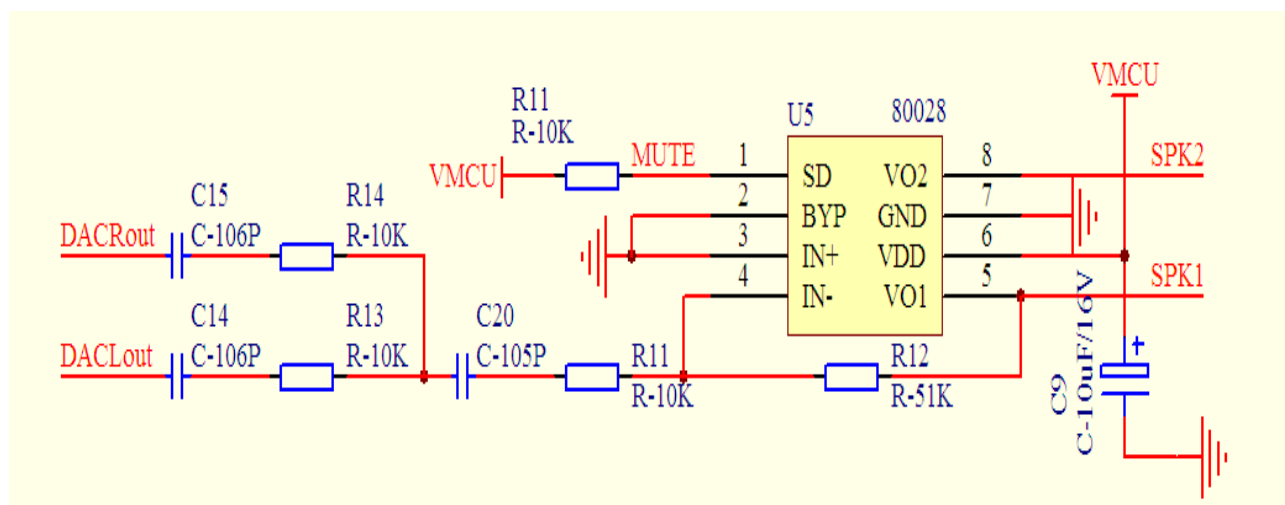 VMCU
R11
R-10K
U5
80028
VMCU
MUTE
1
SD
VO2
8
SPK2
2
BYP
GND
7
3
IN+
VDD
6
4
IN-
VO1
5
SPK1
C15
C-106P
R14
R-10K
DACRout
C14
C-106P
R13
R-10K
DACLout
C20
C-105P
R11
R-10K
R12
R-51K
+
C9
C-10uF/16V